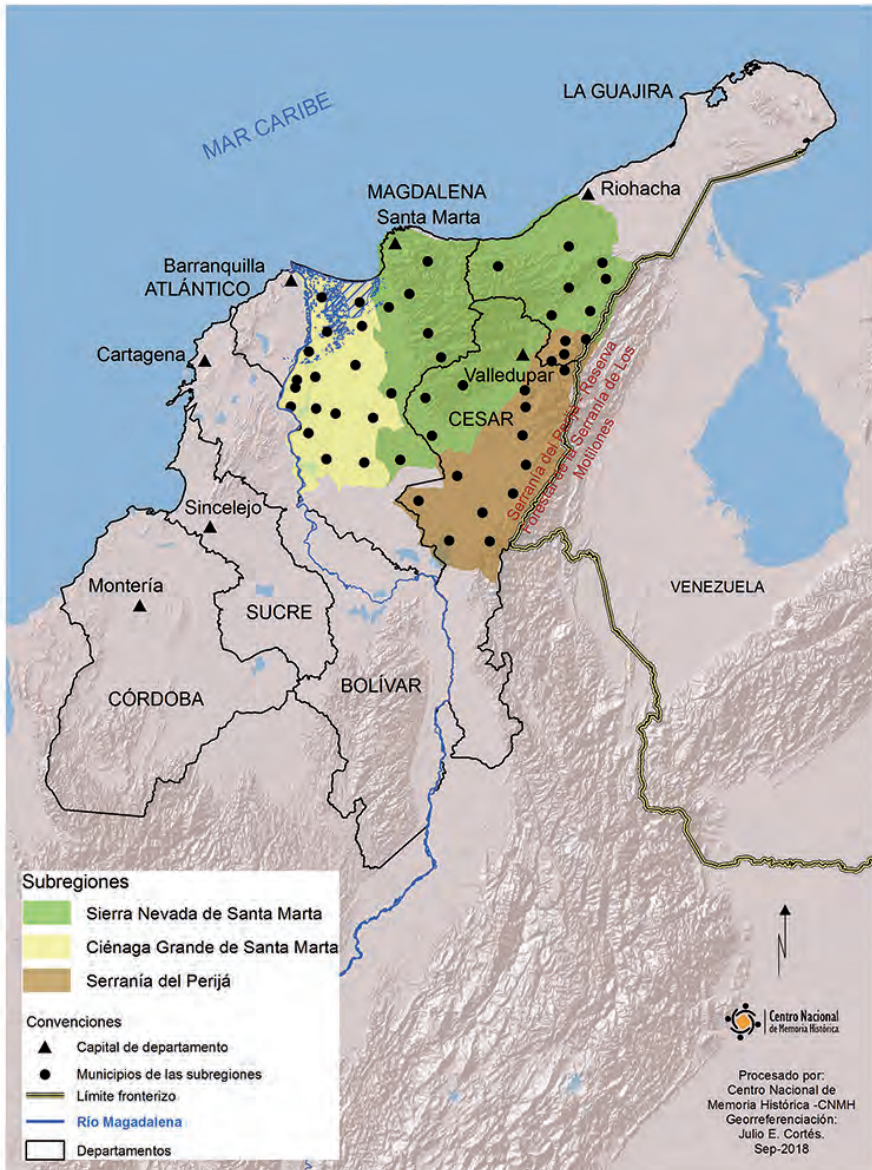 LA GUAJIRA
MAR CARIBE
Riohacha
MAGDALENA
Santa Marta
Barranquilla
ATLÁNTICO
Cartagena
Valledupar
CESAR
Serranía del Perijá - Reserva
Forestal de la Serranía de Los
Motilones
Sincelejo
Montería
VENEZUELA
SUCRE
BOLÍVAR
CÓRDOBA
Subregiones
Sierra Nevada de Santa Marta
Ciénaga Grande de Santa Marta
Serranía del Perijá
Convenciones
Capital de departamento
Municipios de las subregiones
Límite fronterizo
Río Magadalena
Departamentos
N
Centro Nacional
de Memoria Histórica
Procesado por:
Centro Nacional de
Memoria Histórica -CNMH
Georreferenciación:
Julio E. Cortés.
Sep-2018